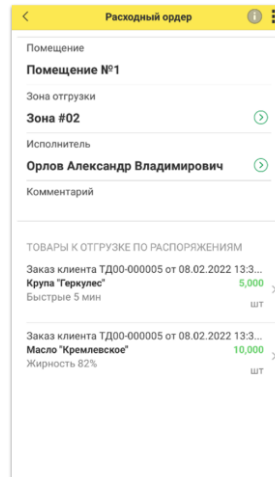 Расходный ордер
Помещение
Помещение №1
Зона отгрузки
Зона #02
Исполнитель
Орлов Александр Владимирович
Комментарий
ТОВАРЫ К ОТГРУЗКЕ ПО РАСПОРЯЖЕНИЯМ
Заказ клиента ТД00-000005 от 08.02.2022 13:3...
Крупа "Геркулес" 5,000
Быстрые 5 мин
шт
Заказ клиента ТД00-000005 от 08.02.2022 13:3...
Масло "Кремлевское" 10,000
Жирность 82%
шт